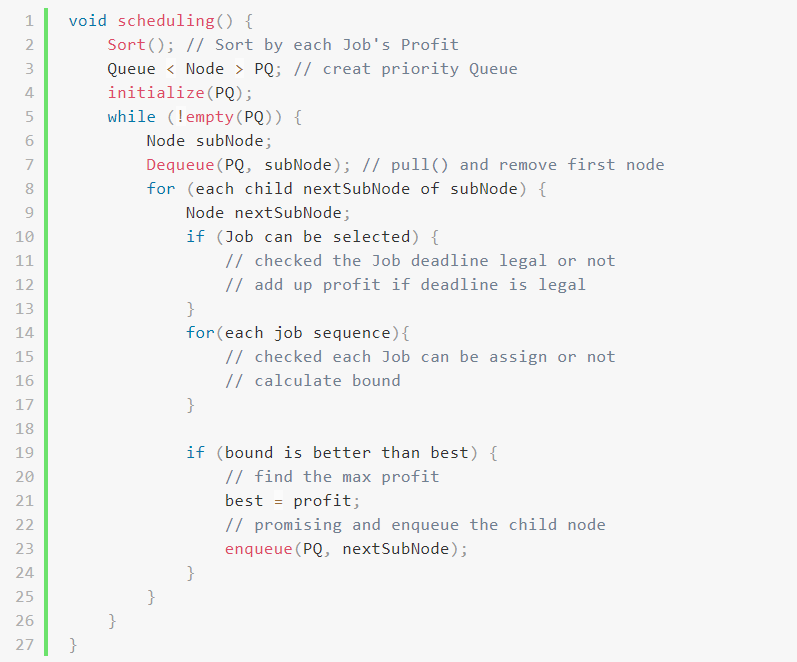 1 void scheduling() {
2 Sort(); // Sort by each Job's Profit
3 Queue < Node > PQ; // creat priority Queue
4 initialize(PQ);
5 while (!empty(PQ)) {
6 Node subNode;
7 Dequeue(PQ, subNode); // pull() and remove first node
8 for (each child nextSubNode of subNode) {
9 Node nextSubNode;
10 if (Job can be selected) {
11 // checked the Job deadline legal or not
12 // add up profit if deadline is legal
13 }
14 for(each job sequence){
15 // checked each Job can be assign or not
16 // calculate bound
17 }
18
19 if (bound is better than best) {
20 // find the max profit
21 best = profit;
22 // promising and enqueue the child node
23 enqueue(PQ, nextSubNode);
24 }
25 }
26 }
27 }